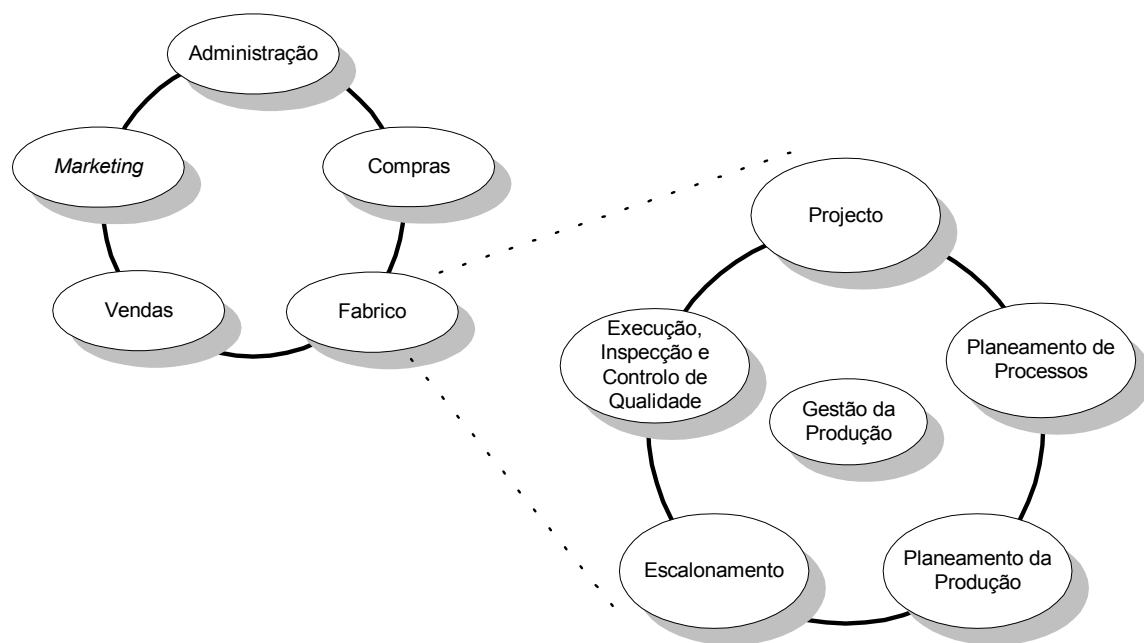 Administração
Marketing
Compras
Vendas
Fabrico
Projecto
Execução,
Inspecção e
Controlo de
Qualidade
Planeamento de
Processos
Gestão da
Produção
Escalonamento
Planeamento da
Produção